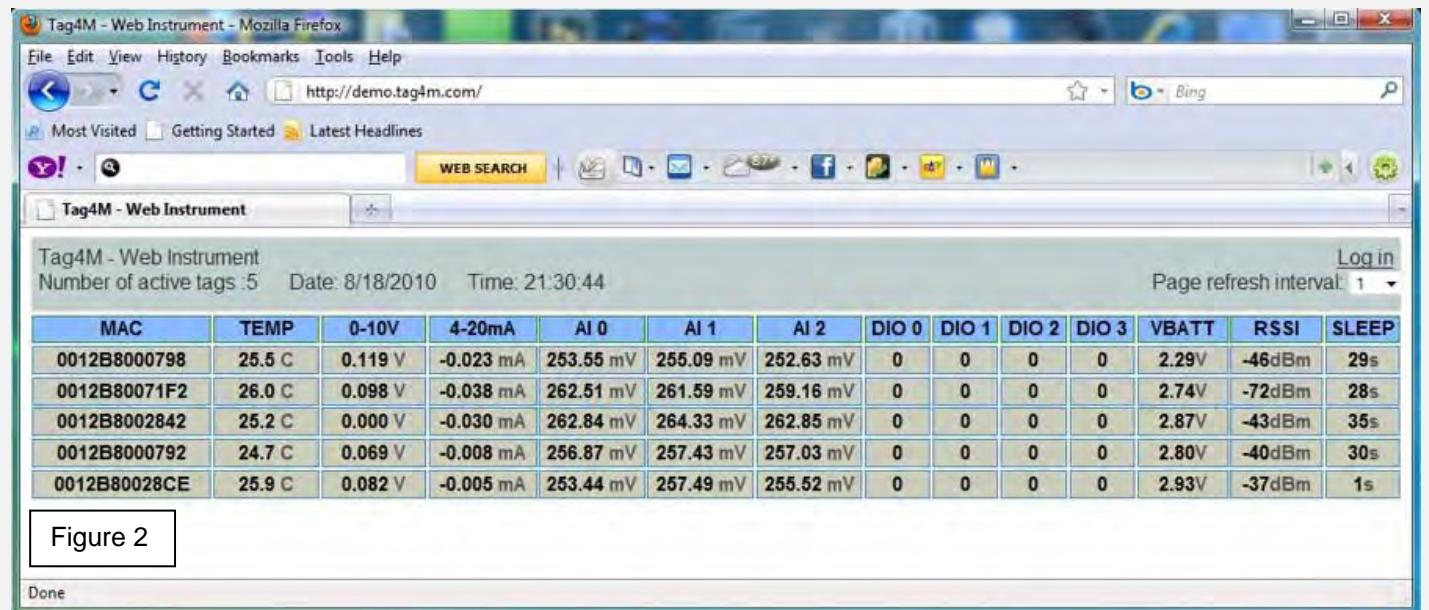 Tag4M - Web Instrument - Mozilla Firefox
File Edit View History Bookmarks Tools Help
http://demo.tag4m.com/ Bing
Most Visited Getting Started Latest Headlines
Y! WEB SEARCH 87°
Tag4M - Web Instrument
Tag4M - Web Instrument Log in
Number of active tags :5 Date: 8/18/2010 Time: 21:30:44 Page refresh interval: 1
MAC TEMP 0-10V 4-20mA AI 0 AI 1 AI 2 DIO 0 DIO 1 DIO 2 DIO 3 VBATT RSSI SLEEP
0012B8000798 25.5 C 0.119 V -0.023 mA 253.55 mV 255.09 mV 252.63 mV 0 0 0 0 2.29V -46dBm 29s
0012B80071F2 26.0 C 0.098 V -0.038 mA 262.51 mV 261.59 mV 259.16 mV 0 0 0 0 2.74V -72dBm 28s
0012B8002842 25.2 C 0.000 V -0.030 mA 262.84 mV 264.33 mV 262.85 mV 0 0 0 0 2.87V -43dBm 35s
0012B8000792 24.7 C 0.069 V -0.008 mA 256.87 mV 257.43 mV 257.03 mV 0 0 0 0 2.80V -40dBm 30s
0012B80028CE 25.9 C 0.082 V -0.005 mA 253.44 mV 257.49 mV 255.52 mV 0 0 0 0 2.93V -37dBm 1s
Figure 2
Done